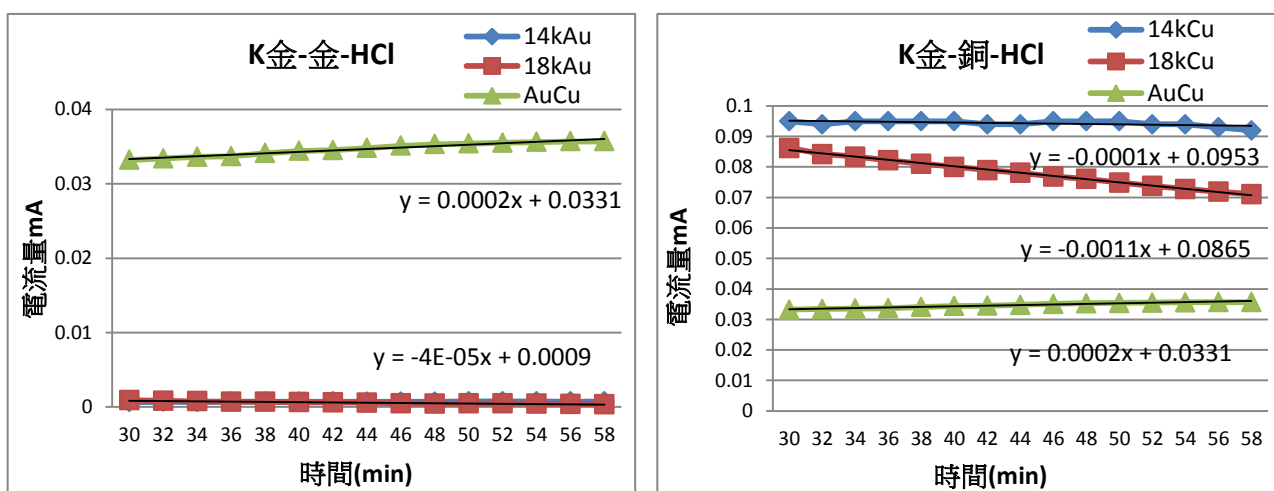 K金-金-HCl
14kAu
18kAu
AuCu
電流量mA
0.04
0.03
0.02
0.01
0
y = 0.0002x + 0.0331
y = -4E-05x + 0.0009
30 32 34 36 38 40 42 44 46 48 50 52 54 56 58
時間(min)
K金-銅-HCl
14kCu
18kCu
AuCu
電流量mA
0.1
0.09
0.08
0.07
0.06
0.05
0.04
0.03
0.02
0.01
0
y = -0.0001x + 0.0953
y = -0.0011x + 0.0865
y = 0.0002x + 0.0331
30 32 34 36 38 40 42 44 46 48 50 52 54 56 58
時間(min)